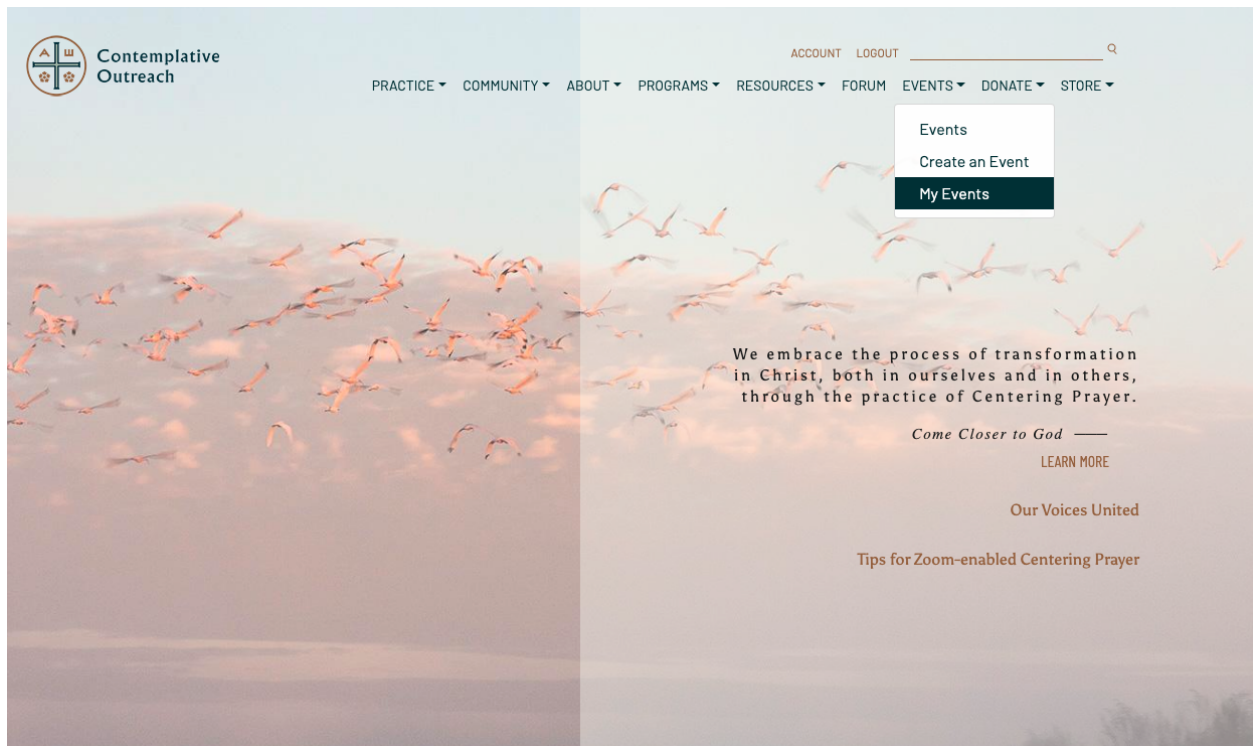 A W
Contemplative
Outreach
ACCOUNT LOGOUT
PRACTICE COMMUNITY ABOUT PROGRAMS RESOURCES FORUM EVENTS DONATE STORE
Events
Create an Event
My Events
We embrace the process of transformation
in Christ, both in ourselves and in others,
through the practice of Centering Prayer.
Come Closer to God
LEARN MORE
Our Voices United
Tips for Zoom-enabled Centering Prayer